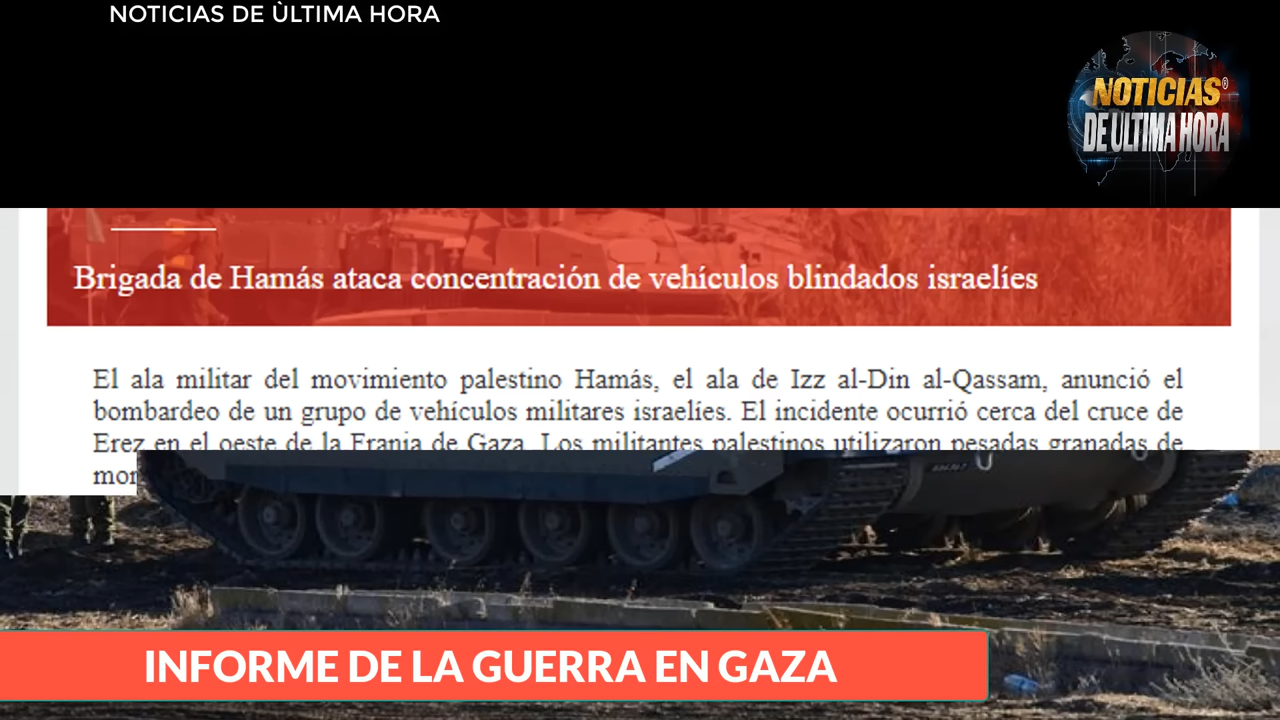 NOTICIAS DE ÙLTIMA HORA
NOTICIAS®
DE ULTIMA HORA
Brigada de Hamás ataca concentración de vehículos blindados israelíes
El ala militar del movimiento palestino Hamás, el ala de Izz al-Din al-Qassam, anunció el
bombardeo de un grupo de vehículos militares israelíes. El incidente ocurrió cerca del cruce de
Erez en el oeste de la Franja de Gaza. Los militantes palestinos utilizaron pesadas granadas de
INFORME DE LA GUERRA EN GAZA